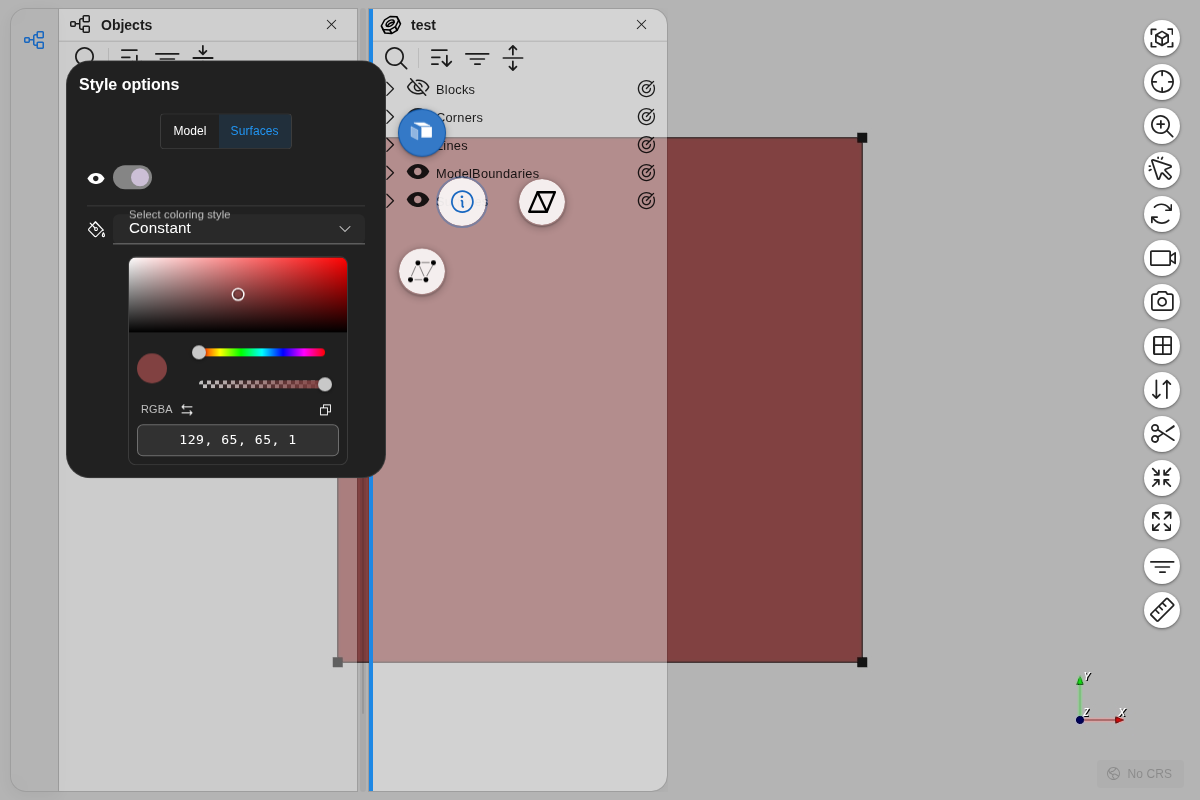 Objects
test
Style options
Model
Surfaces
Select coloring style
Constant
RGBA
129, 65, 65, 1
Blocks
Corners
Lines
ModelBoundaries
Y
Z
X
No CRS